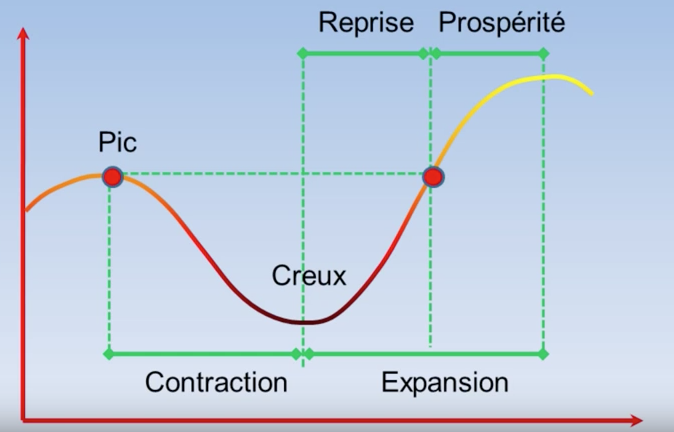 Reprise
Prospérité
Pic
Creux
Contraction
Expansion